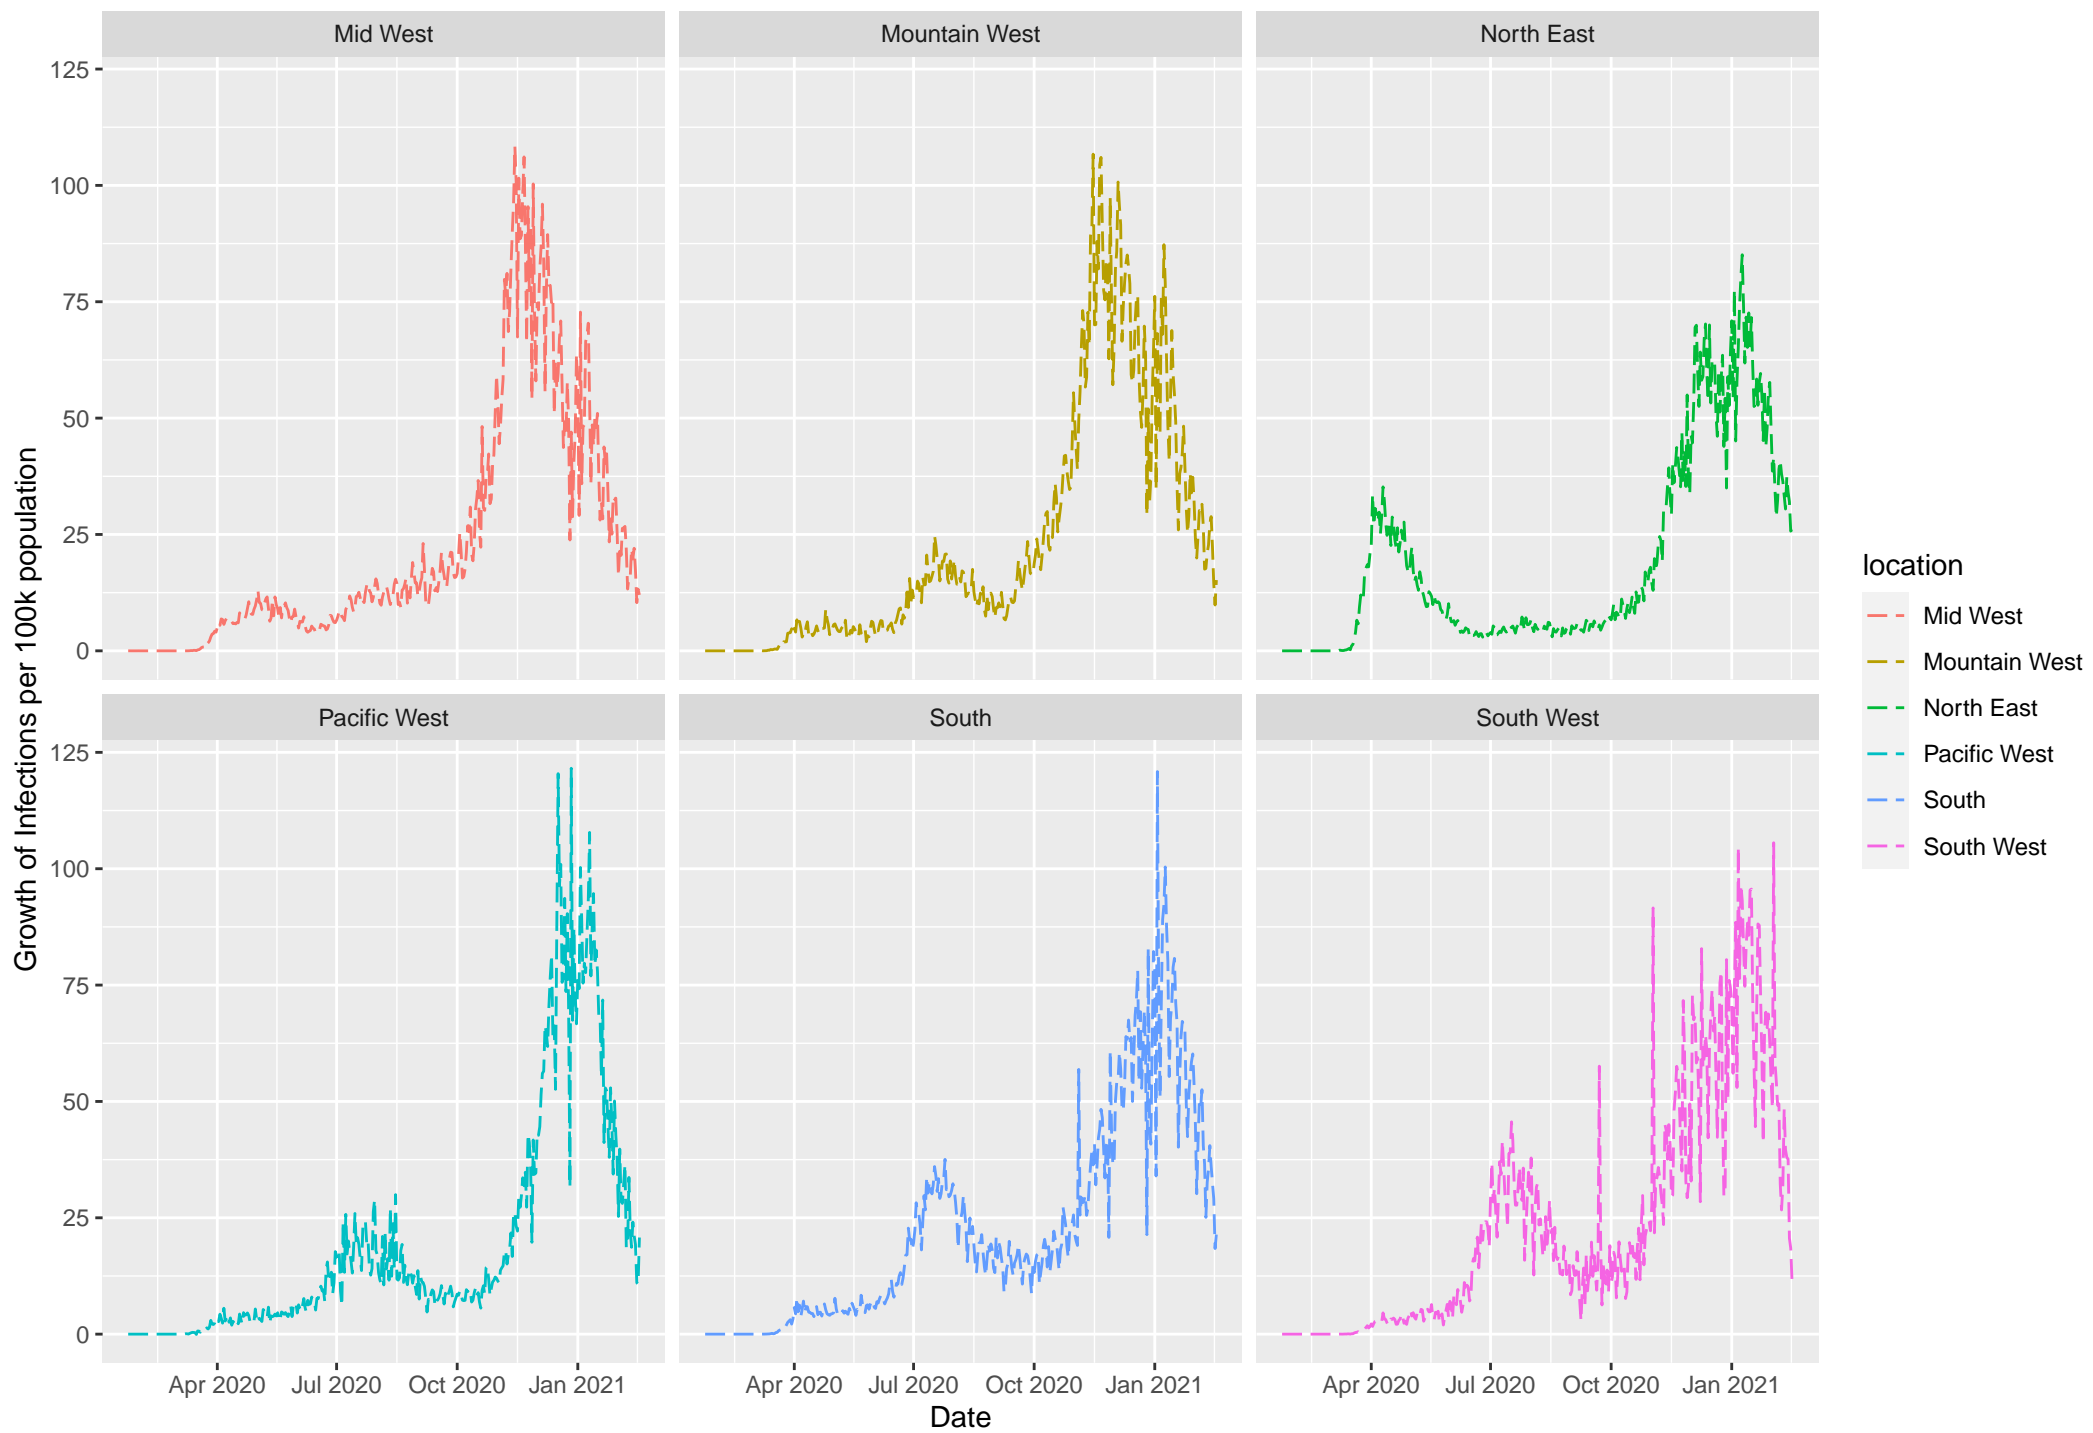 Mid West
Mountain West
North East
125
100
75
50
25
0
Growth of Infections per 100k population
Pacific West
South
South West
125
100
75
50
25
0
Apr 2020 Jul 2020 Oct 2020 Jan 2021
Apr 2020 Jul 2020 Oct 2020 Jan 2021
Apr 2020 Jul 2020 Oct 2020 Jan 2021
Date
location
Mid West
Mountain West
North East
Pacific West
South
South West